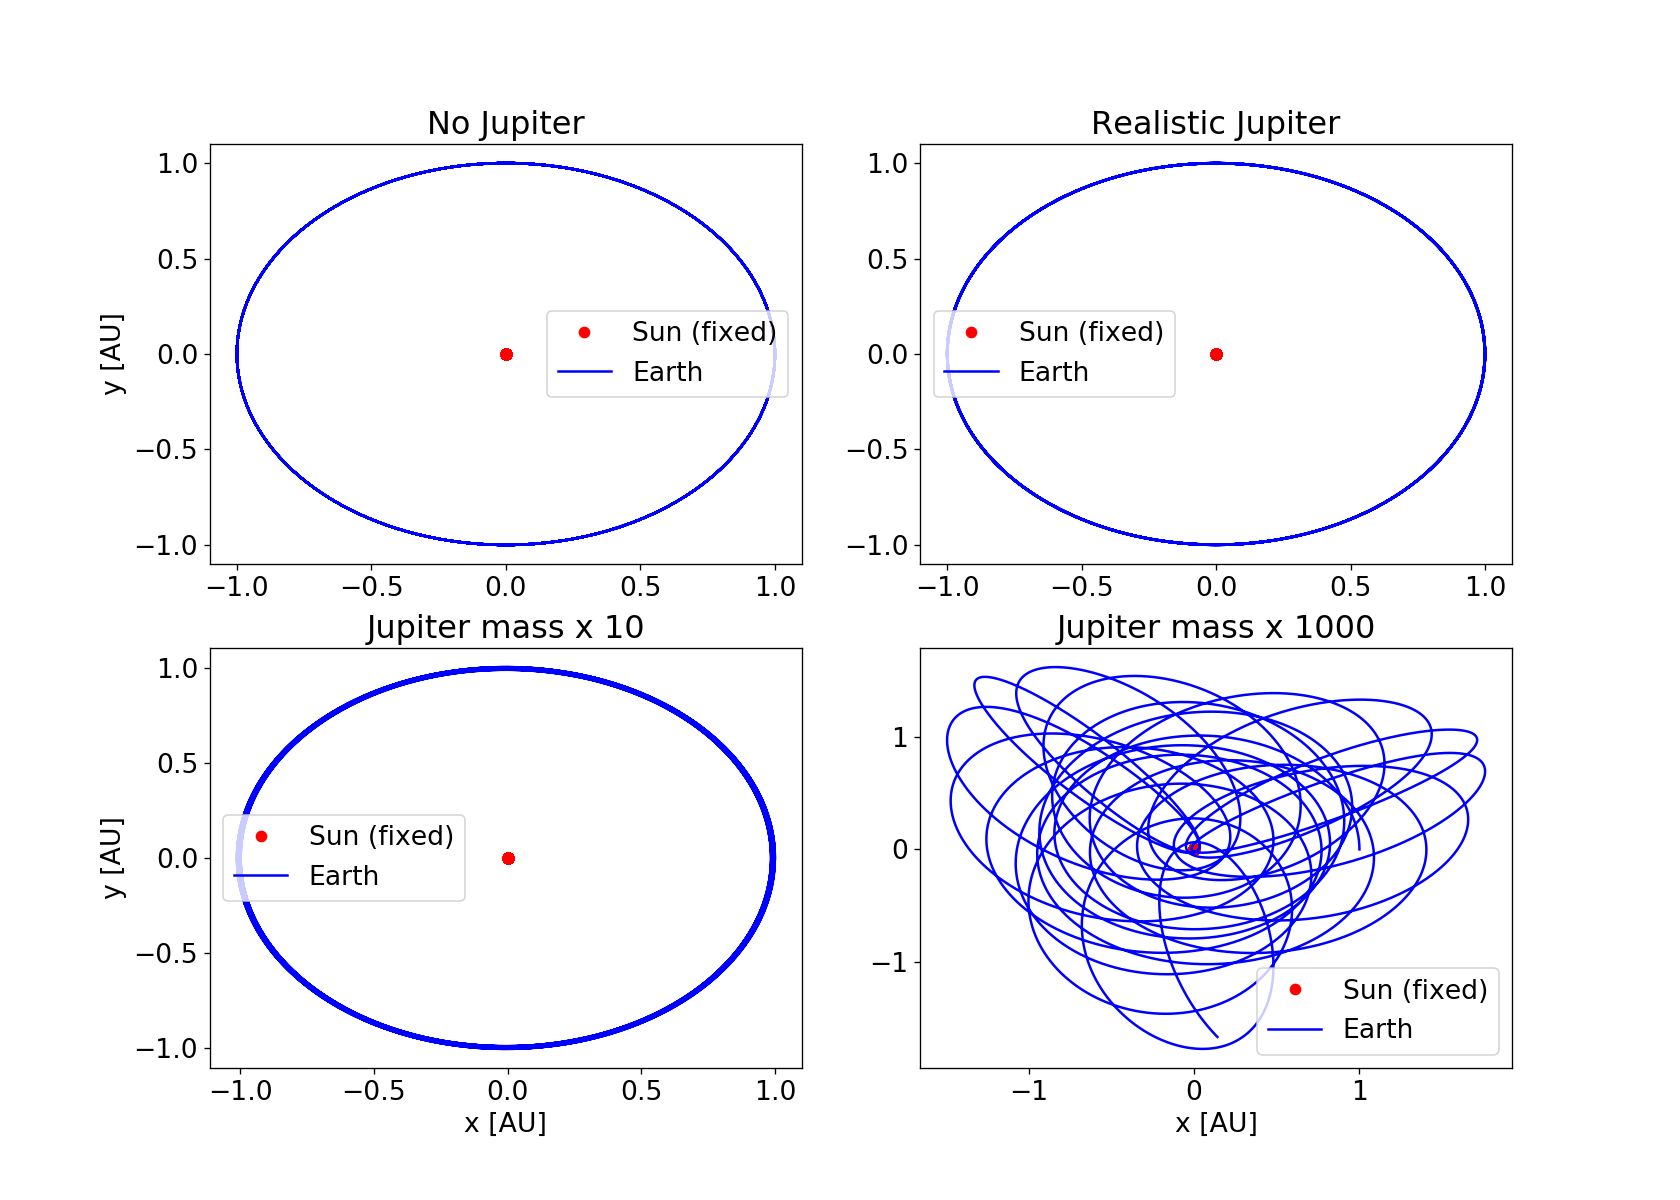 No Jupiter
1.0
0.5
0.0
−0.5
−1.0
y [AU]
Sun (fixed)
Earth
−1.0 −0.5 0.0 0.5 1.0
Realistic Jupiter
1.0
0.5
0.0
−0.5
−1.0
Sun (fixed)
Earth
−1.0 −0.5 0.0 0.5 1.0
Jupiter mass x 10
1.0
0.5
0.0
−0.5
−1.0
y [AU]
Sun (fixed)
Earth
−1.0 −0.5 0.0 0.5 1.0
x [AU]
Jupiter mass x 1000
1
0
−1
Sun (fixed)
Earth
−1 0 1
x [AU]